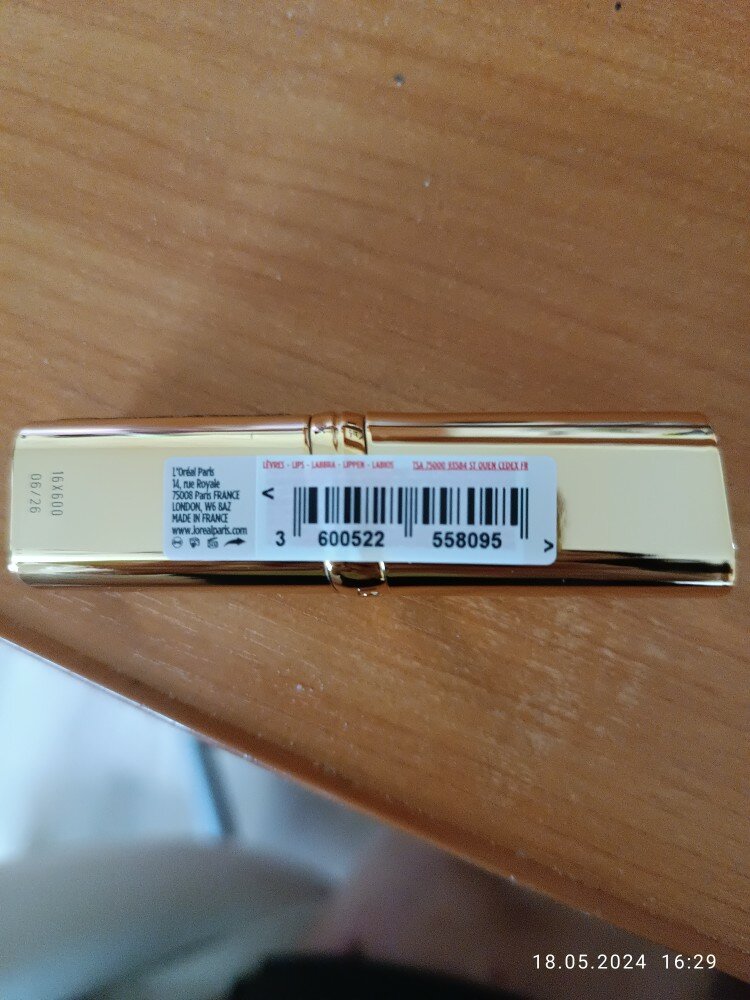 16X600
06/26
L'Oréal Paris
14, rue Royale
75008 Paris FRANCE
LONDON, W6 8AZ
MADE IN FRANCE
www.lorealparis.com
LÈVRES - LIPS - LABBRA - LIPPEN - LABIOS TSA 75000 93584 ST OUEN CEDEX FR
< 3 600522 558095 >
18.05.2024 16:29